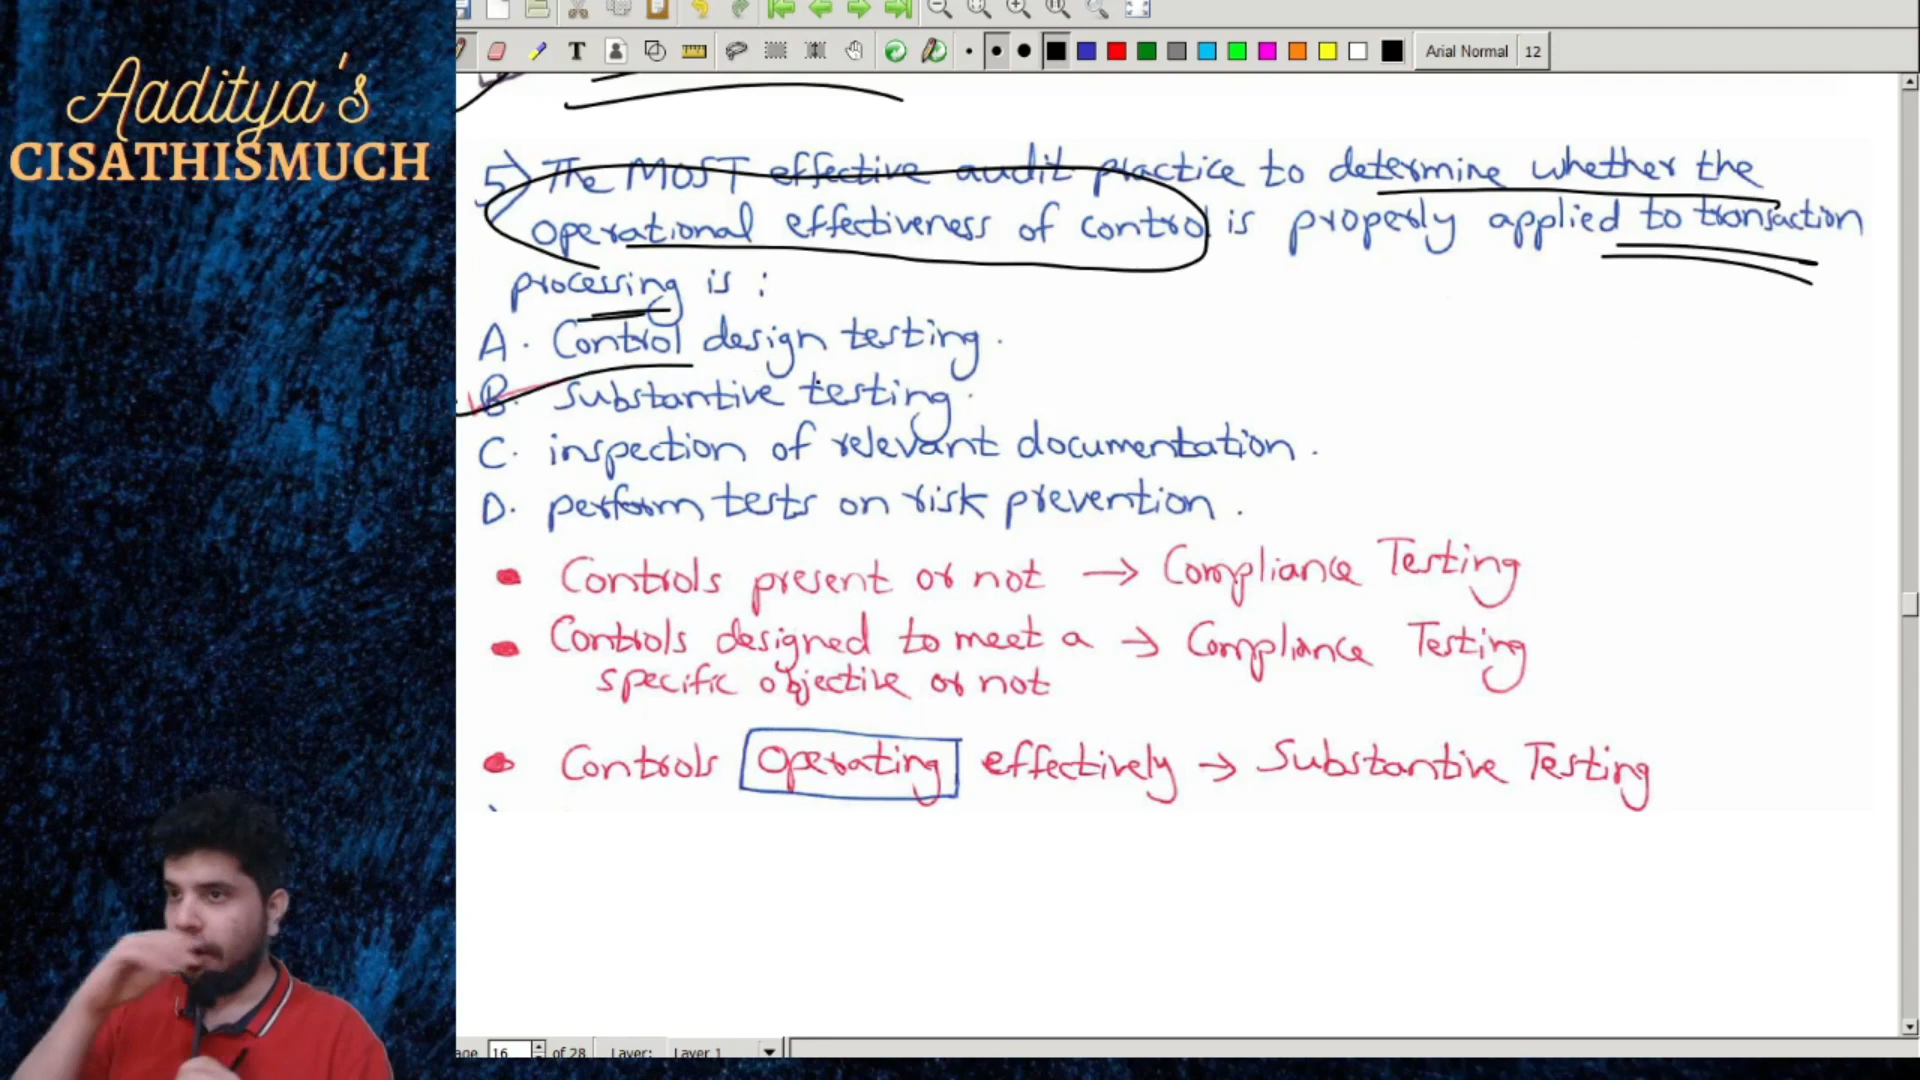 Aaditya's
CISATHISMUCH
T
Arial Normal 12
5) The MOST effective audit practice to determine whether the
operational effectiveness of control is properly applied to transaction
processing is :
A. Control design testing.
B. Substantive testing.
C. inspection of relevant documentation.
D. perform tests on risk prevention.
Controls present or not → Compliance Testing
Controls designed to meet a → Compliance Testing
specific objective or not
Controls operating effectively → Substantive Testing
age 16 of 28 Layer: Layer 1